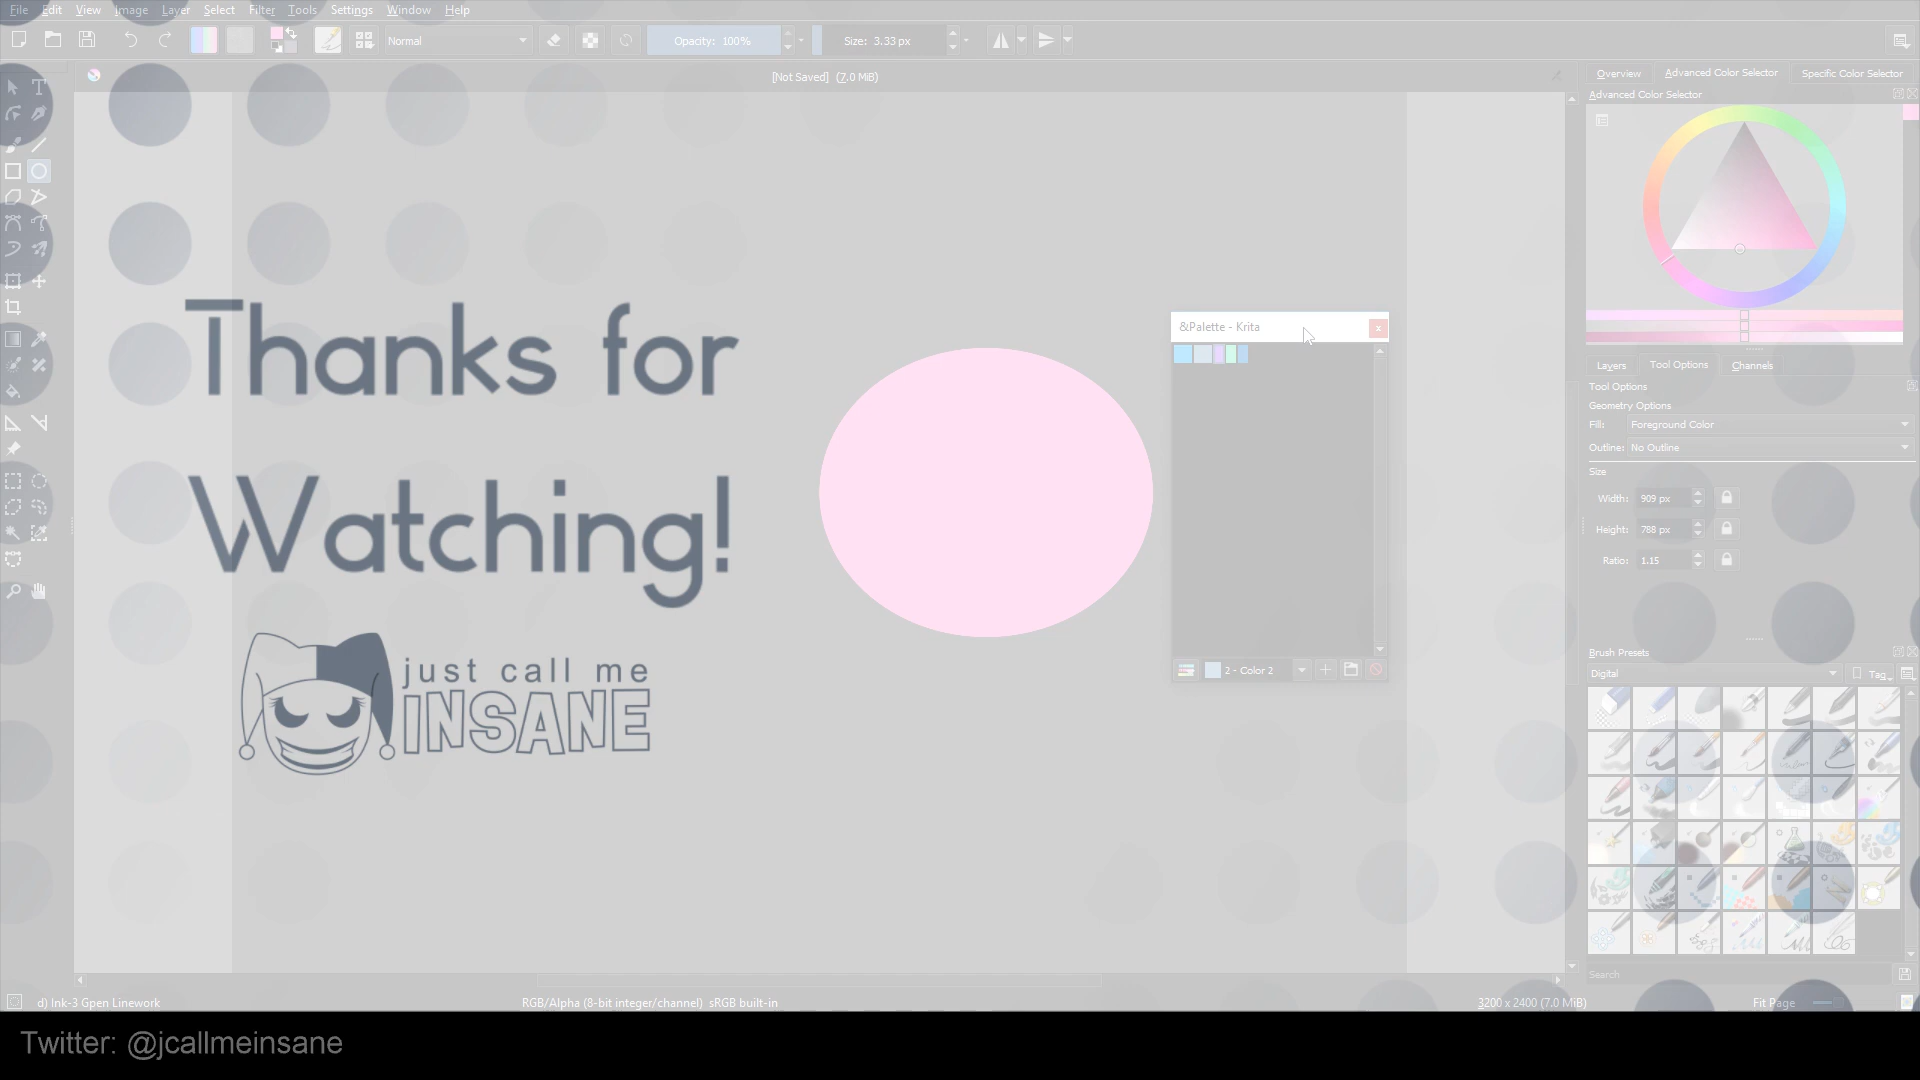 File Edit View Image Layer Select Filter Tools Settings Window Help
Normal
Opacity: 100%
Size: 3.33 px
[Not Saved] (7.0 MiB)
Overview
Advanced Color Selector
Specific Color Selector
Advanced Color Selector
Thanks for
Watching!
just call me
INSANE
&Palette - Krita
2 - Color 2
Layers
Tool Options
Channels
Tool Options
Geometry Options
Fill: Foreground Color
Outline: No Outline
Size
Width: 909 px
Height: 788 px
Ratio: 1.15
Brush Presets
Digital
Tag
Search
d) Ink-3 Gpen Linework
RGB/Alpha (8-bit integer/channel) sRGB built-in
3200 x 2400 (7.0 MiB)
Fit Page
Twitter: @jcallmeinsane